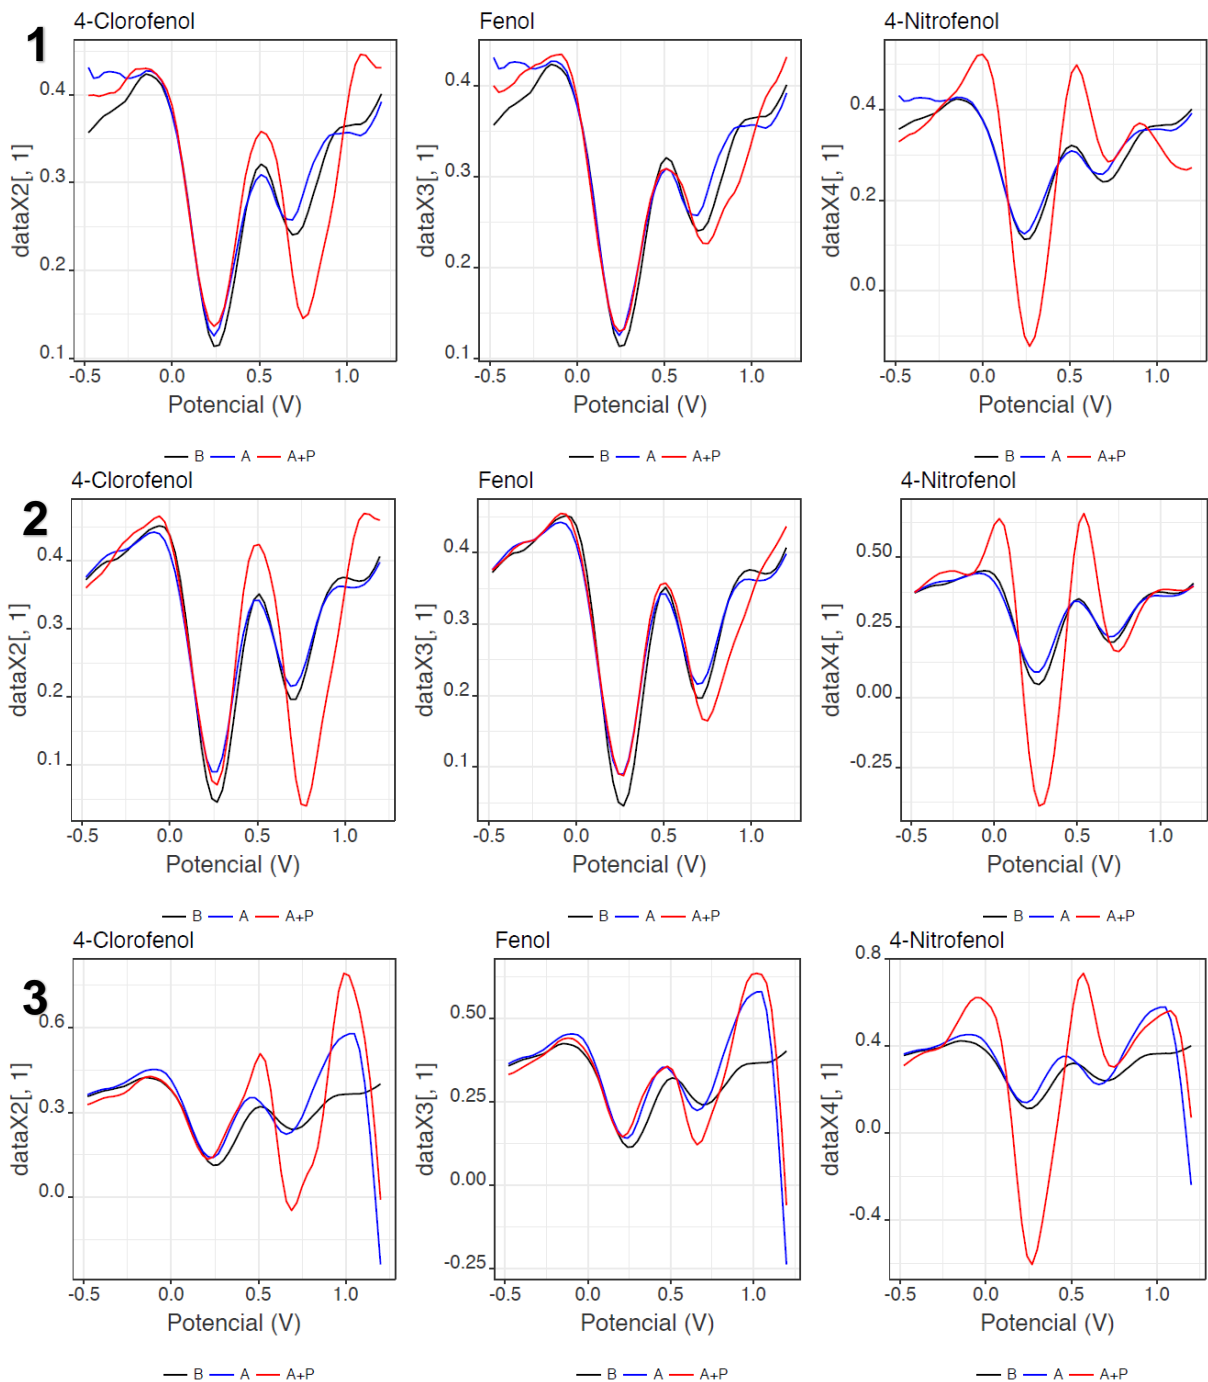 1
4-Clorofenol
dataX2[, 1]
0.4
0.3
0.2
0.1
-0.5 0.0 0.5 1.0
Potencial (V)
B A A+P
Fenol
dataX3[, 1]
0.4
0.3
0.2
0.1
-0.5 0.0 0.5 1.0
Potencial (V)
B A A+P
4-Nitrofenol
dataX4[, 1]
0.4
0.2
0.0
-0.5 0.0 0.5 1.0
Potencial (V)
B A A+P
2
4-Clorofenol
dataX2[, 1]
0.4
0.3
0.2
0.1
-0.5 0.0 0.5 1.0
Potencial (V)
B A A+P
Fenol
dataX3[, 1]
0.4
0.3
0.2
0.1
-0.5 0.0 0.5 1.0
Potencial (V)
B A A+P
4-Nitrofenol
dataX4[, 1]
0.50
0.25
0.00
-0.25
-0.5 0.0 0.5 1.0
Potencial (V)
B A A+P
3
4-Clorofenol
dataX2[, 1]
0.6
0.3
0.0
-0.5 0.0 0.5 1.0
Potencial (V)
B A A+P
Fenol
dataX3[, 1]
0.50
0.25
0.00
-0.25
-0.5 0.0 0.5 1.0
Potencial (V)
B A A+P
4-Nitrofenol
dataX4[, 1]
0.8
0.4
0.0
-0.4
-0.5 0.0 0.5 1.0
Potencial (V)
B A A+P